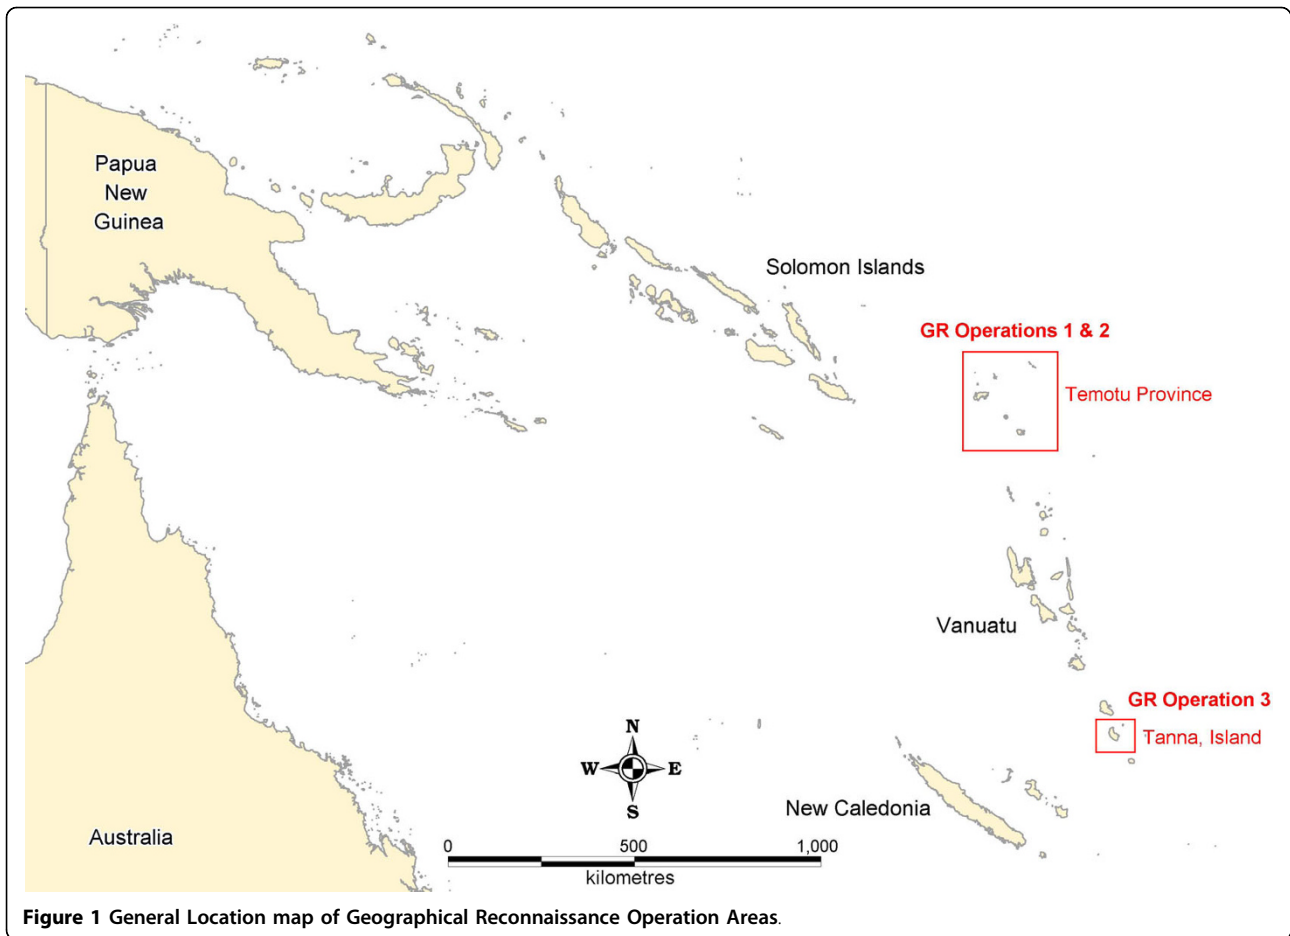 Papua
New
Guinea
Solomon Islands
GR Operations 1 & 2
Temotu Province
Vanuatu
GR Operation 3
Tanna, Island
N
W E
S
New Caledonia
Australia
0 500 1,000
kilometres
Figure 1 General Location map of Geographical Reconnaissance Operation Areas.